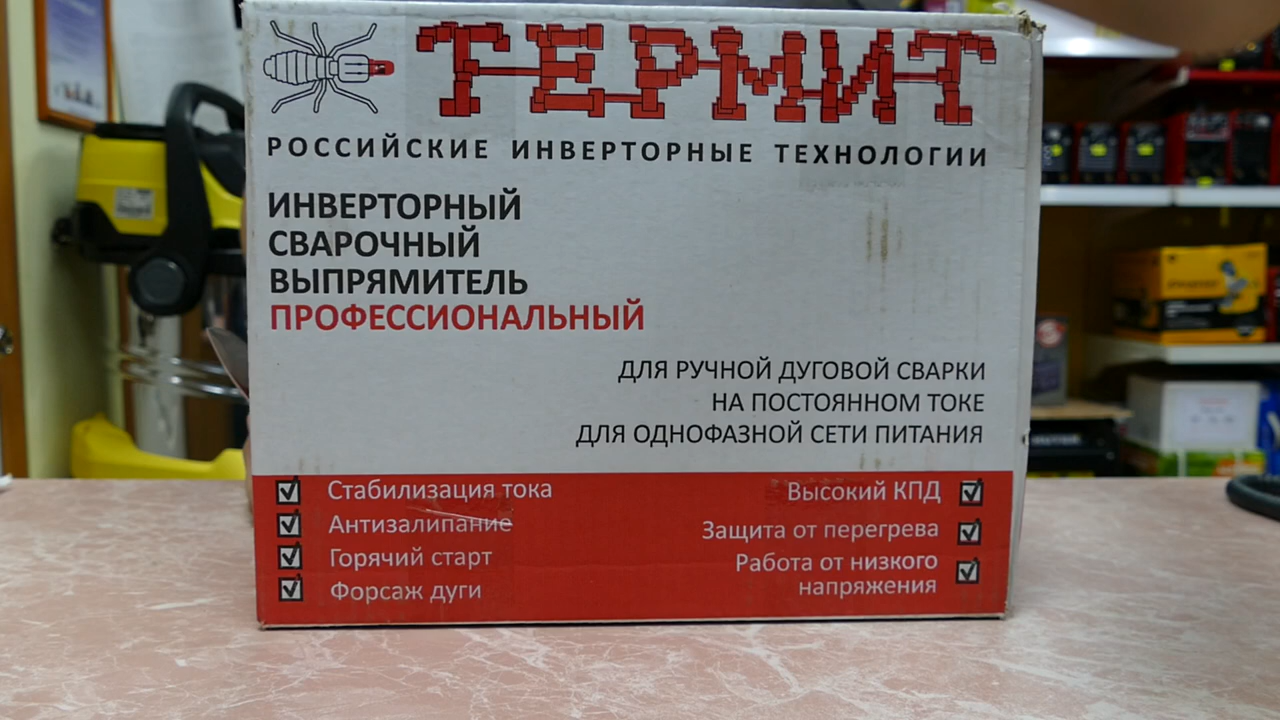 ТЕРМИТ
РОССИЙСКИЕ ИНВЕРТОРНЫЕ ТЕХНОЛОГИИ
ИНВЕРТОРНЫЙ
СВАРОЧНЫЙ
ВЫПРЯМИТЕЛЬ
ПРОФЕССИОНАЛЬНЫЙ
ДЛЯ РУЧНОЙ ДУГОВОЙ СВАРКИ
НА ПОСТОЯННОМ ТОКЕ
ДЛЯ ОДНОФАЗНОЙ СЕТИ ПИТАНИЯ
Стабилизация тока
Антизалипание
Горячий старт
Форсаж дуги
Высокий КПД
Защита от перегрева
Работа от низкого
напряжения